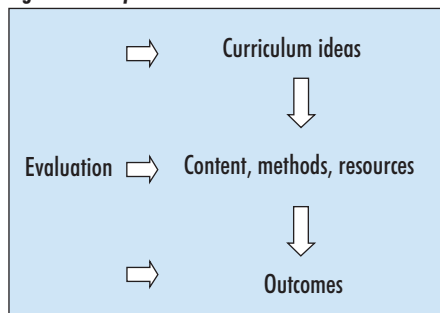 Curriculum ideas
Evaluation
Content, methods, resources
Outcomes